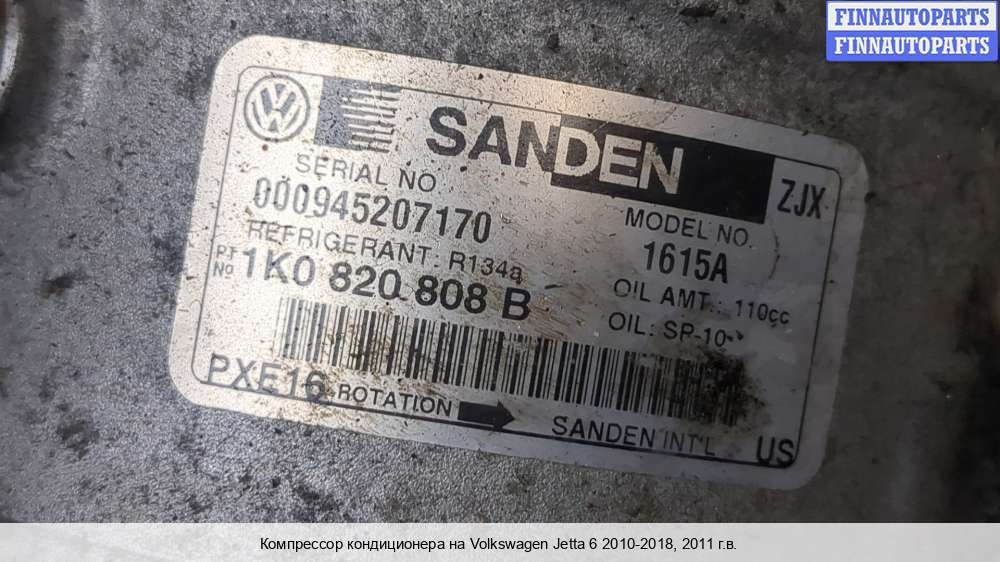 FINNAUTOPARTS
FINNAUTOPARTS
VW
SANDEN
ZJX
SERIAL NO
000945207170
MODEL NO.
1615A
REFRIGERANT: R134a
OIL AMT.: 110cc
PT NO 1K0 820 808 B
OIL: SP-10
PXE16
ROTATION
SANDEN INT'L
US
Компрессор кондиционера на Volkswagen Jetta 6 2010-2018, 2011 г.в.